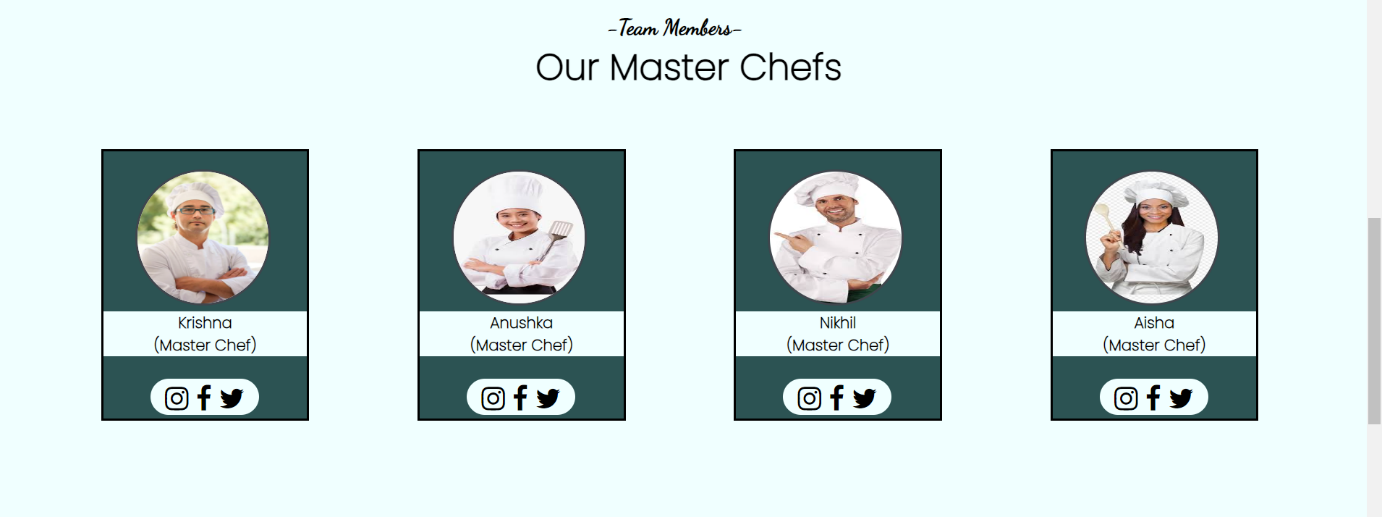 -Team Members-
Our Master Chefs
Krishna
(Master Chef)
Anushka
(Master Chef)
Nikhil
(Master Chef)
Aisha
(Master Chef)